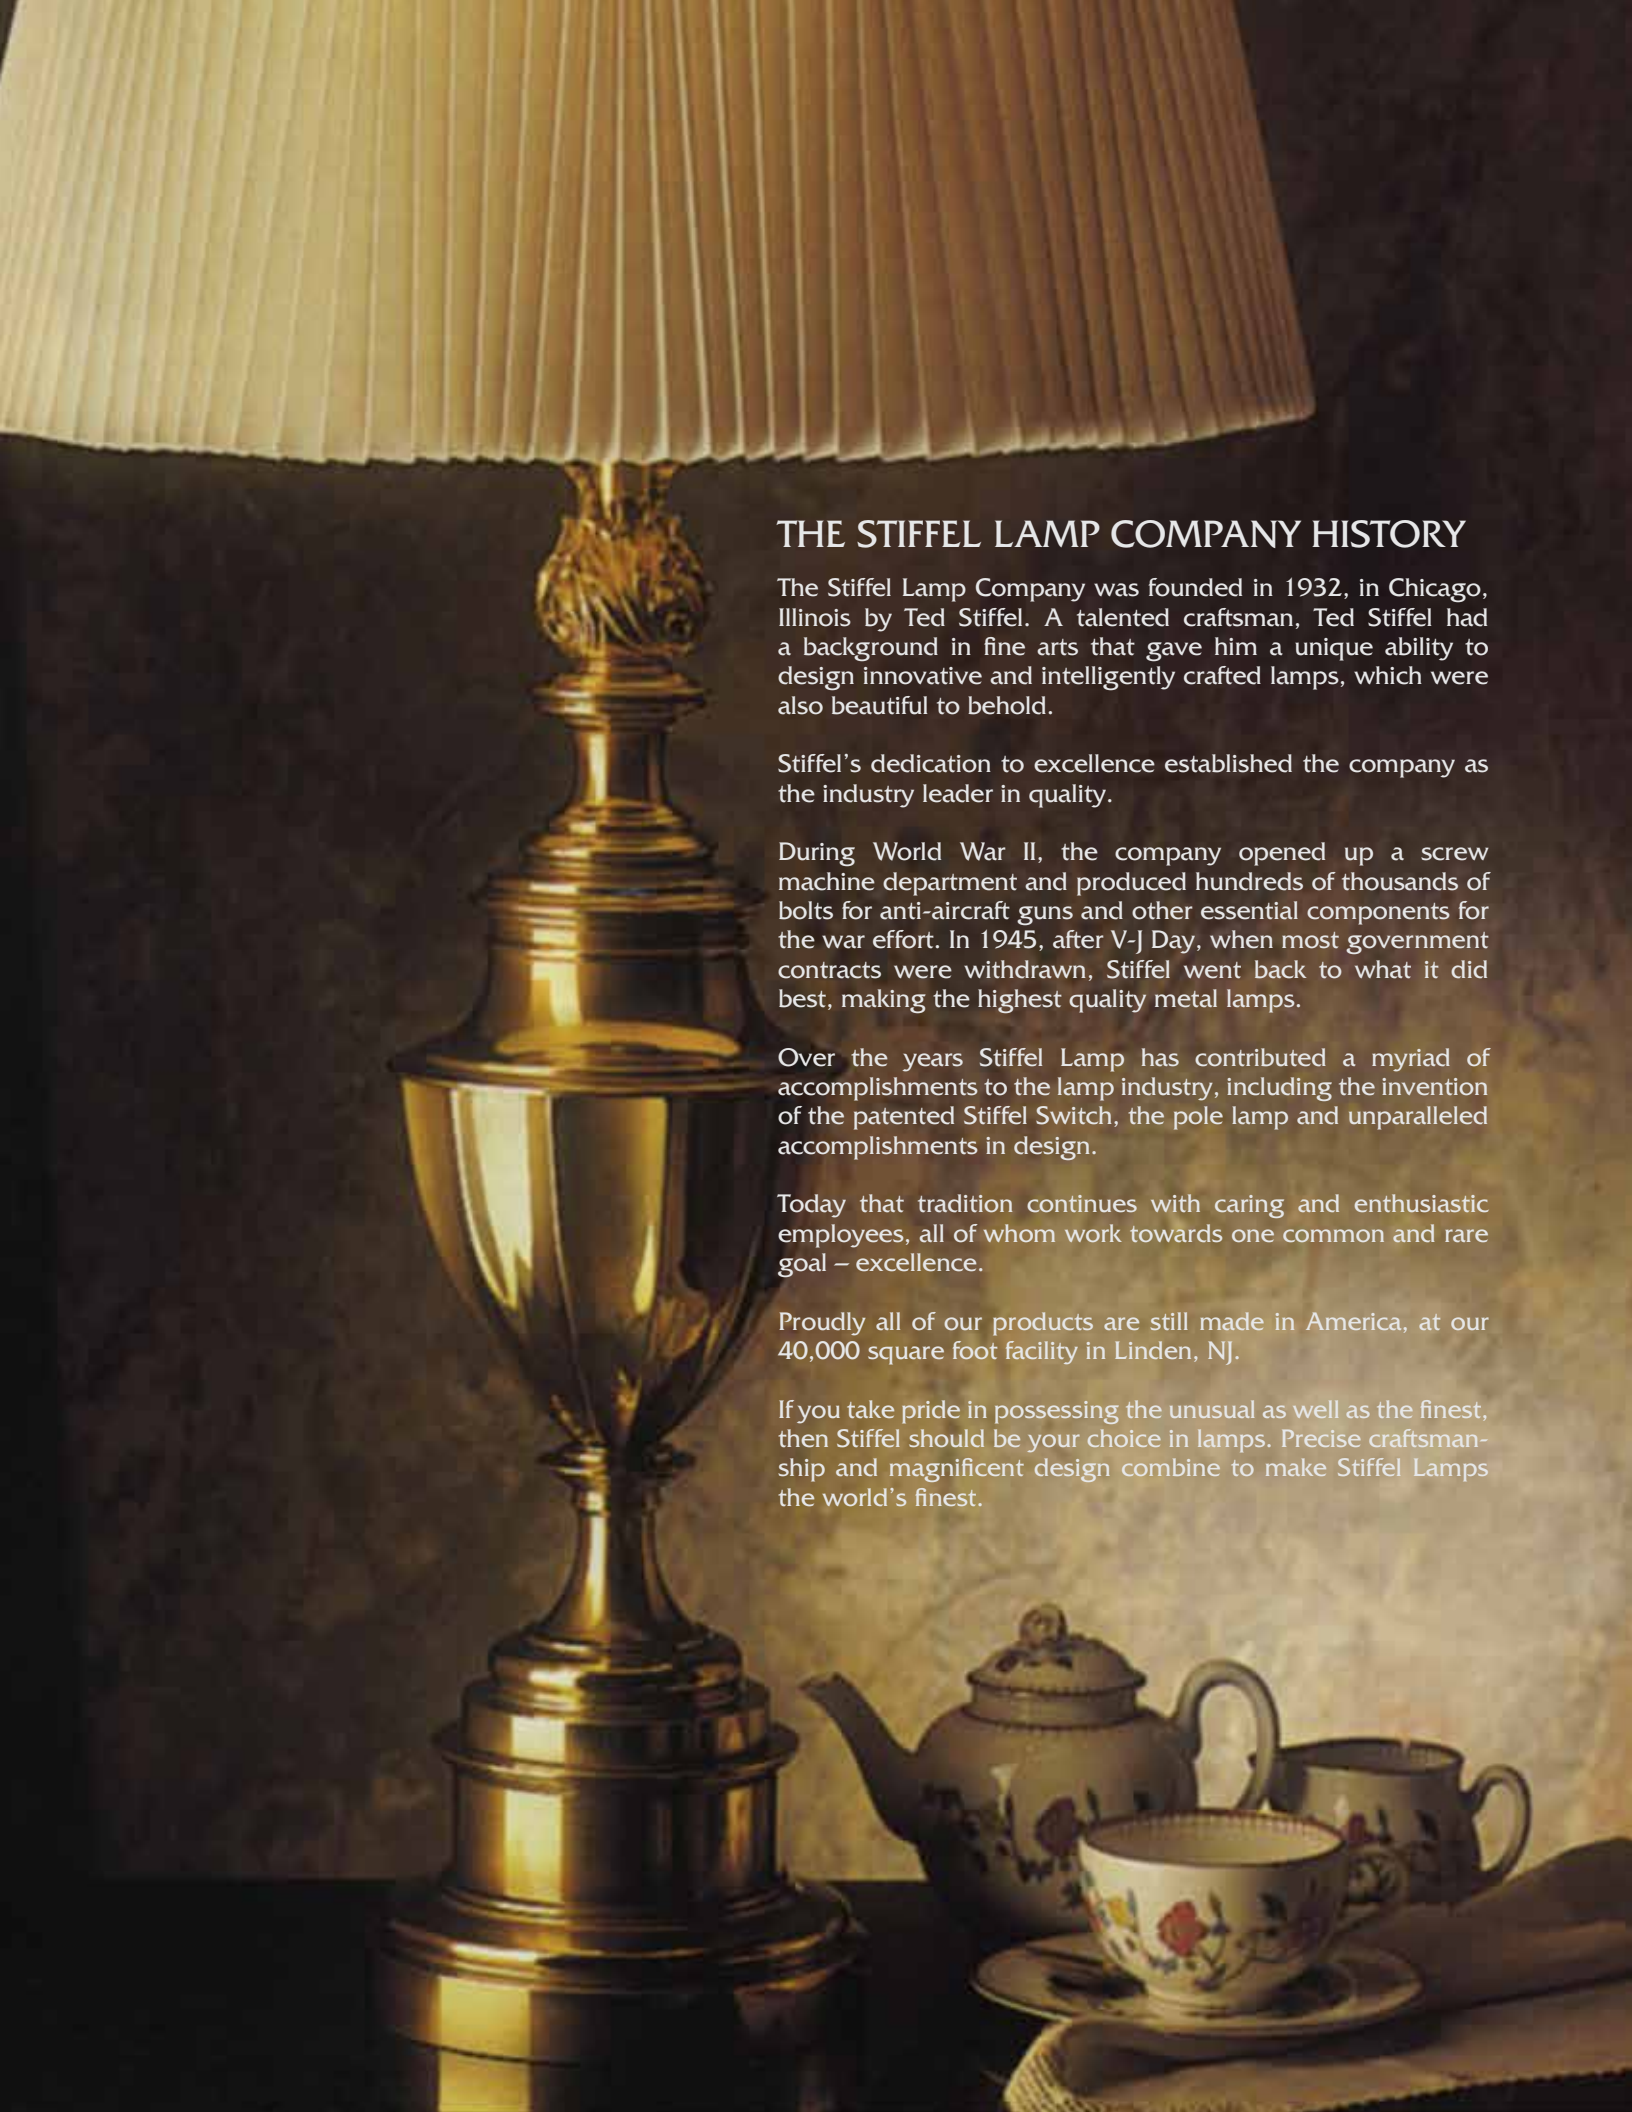 THE STIFFEL LAMP COMPANY HISTORY
The Stiffel Lamp Company was founded in 1932, in Chicago,
Illinois by Ted Stiffel. A talented craftsman, Ted Stiffel had
a background in fine arts that gave him a unique ability to
design innovative and intelligently crafted lamps, which were
also beautiful to behold.
Stiffel's dedication to excellence established the company as
the industry leader in quality.
During World War II, the company opened up a screw
machine department and produced hundreds of thousands of
bolts for anti-aircraft guns and other essential components for
the war effort. In 1945, after V-J Day, when most government
contracts were withdrawn, Stiffel went back to what it did
best, making the highest quality metal lamps.
Over the years Stiffel Lamp has contributed a myriad of
accomplishments to the lamp industry, including the invention
of the patented Stiffel Switch, the pole lamp and unparalleled
accomplishments in design.
Today that tradition continues with caring and enthusiastic
employees, all of whom work towards one common and rare
goal – excellence.
Proudly all of our products are still made in America, at our
40,000 square foot facility in Linden, NJ.
If you take pride in possessing the unusual as well as the finest,
then Stiffel should be your choice in lamps. Precise craftsman-
ship and magnificent design combine to make Stiffel Lamps
the world's finest.